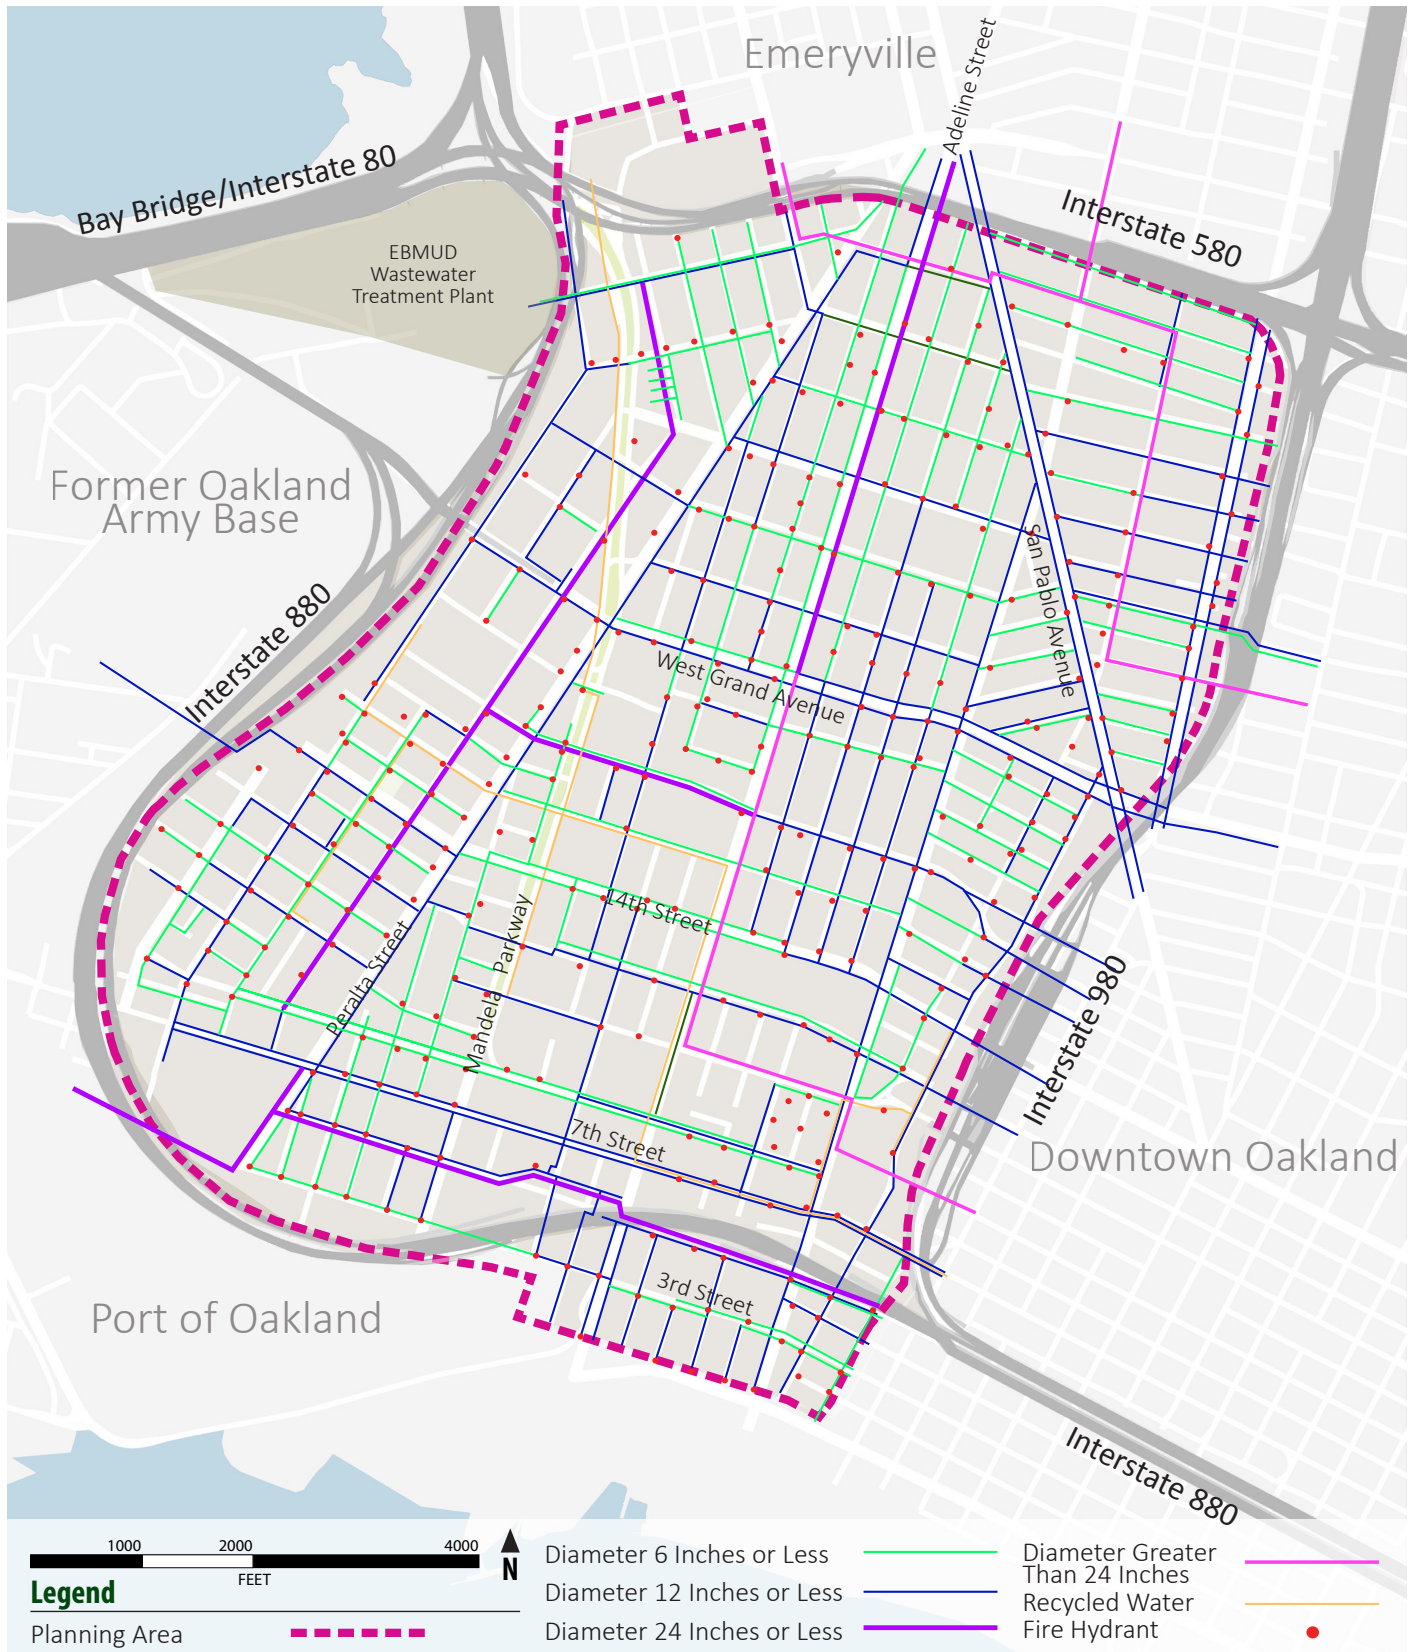 Emeryville
Adeline Street
Bay Bridge/Interstate 80
Interstate 580
EBMUD
Wastewater
Treatment Plant
Former Oakland
Army Base
San Pablo Avenue
Interstate 880
West Grand Avenue
14th Street
Peralta Street
Mandela Parkway
Interstate 980
7th Street
Downtown Oakland
3rd Street
Port of Oakland
Interstate 880
1000 2000 4000
FEET
N
Legend
Planning Area
Diameter 6 Inches or Less
Diameter 12 Inches or Less
Diameter 24 Inches or Less
Diameter Greater
Than 24 Inches
Recycled Water
Fire Hydrant